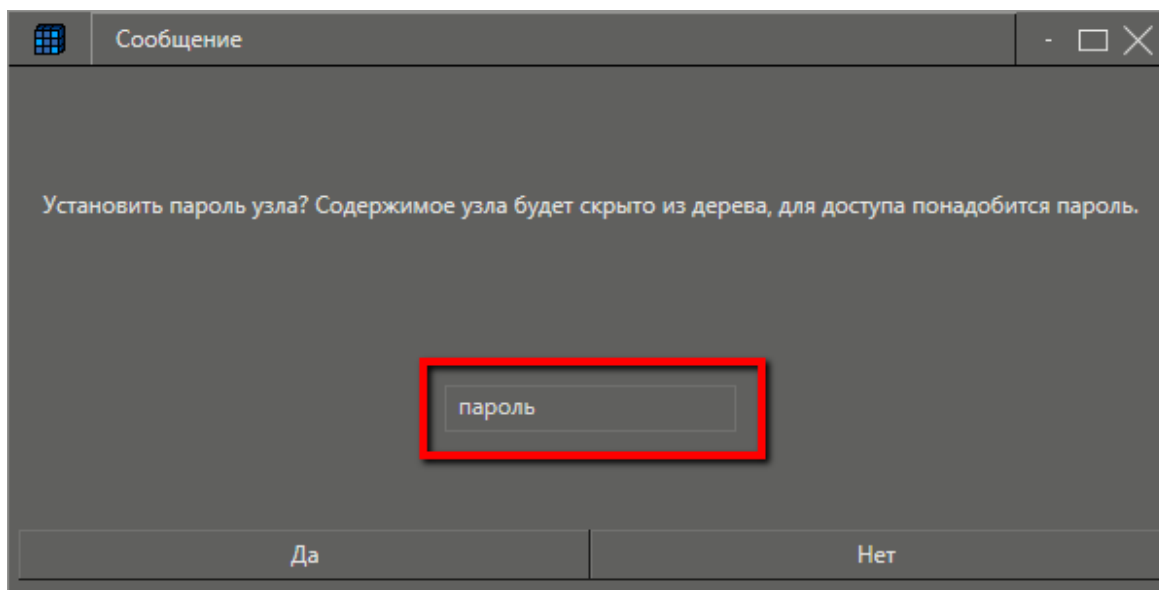 Сообщение
Установить пароль узла? Содержимое узла будет скрыто из дерева, для доступа понадобится пароль.
пароль
Да
Нет